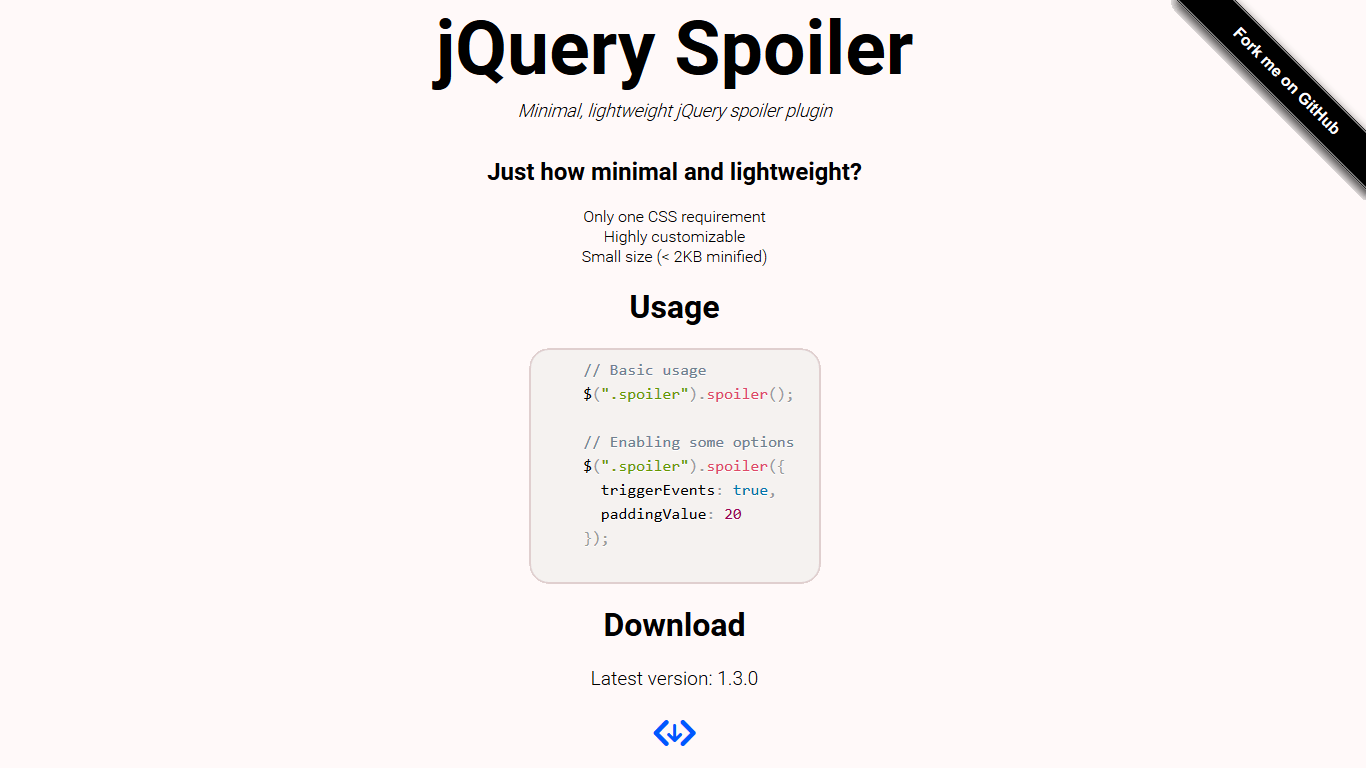 jQuery Spoiler
Fork me on GitHub
Minimal, lightweight jQuery spoiler plugin
Just how minimal and lightweight?
Only one CSS requirement
Highly customizable
Small size (< 2KB minified)
Usage
// Basic usage
$(".spoiler").spoiler();
// Enabling some options
$(".spoiler").spoiler({
  triggerEvents: true,
  paddingValue: 20
});
Download
Latest version: 1.3.0